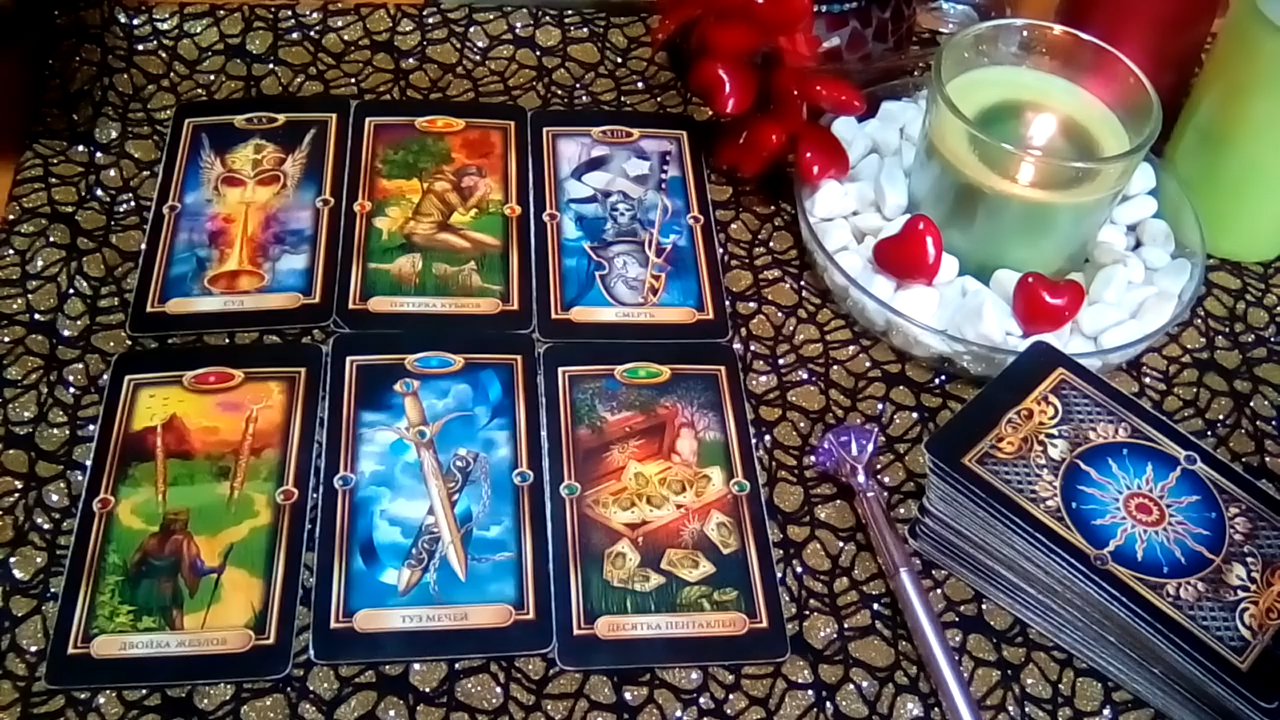 XX
СУД
ПЯТЕРКА КУБКОВ
XIII
СМЕРТЬ
ДВОЙКА ЖЕЗЛОВ
ТУЗ МЕЧЕЙ
ДЕСЯТКА ПЕНТАКЛЕЙ